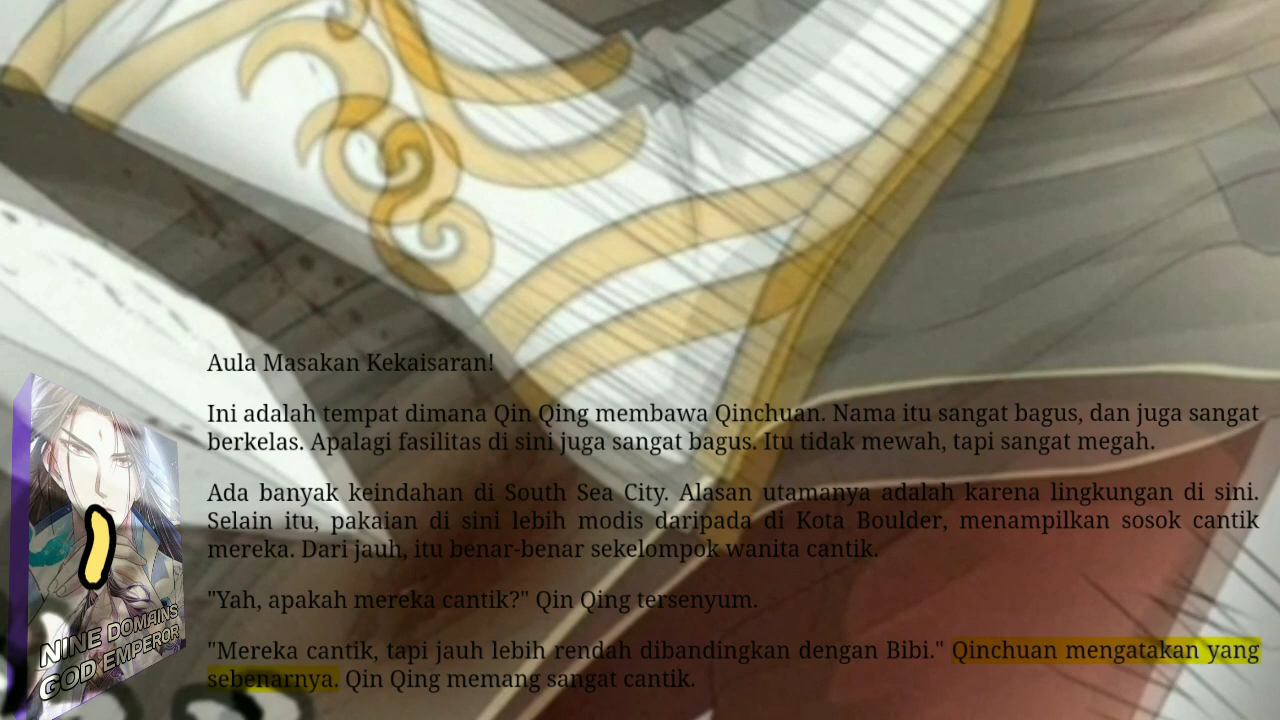 Aula Masakan Kekaisaran!
Ini adalah tempat dimana Qin Qing membawa Qinchuan. Nama itu sangat bagus, dan juga sangat
berkelas. Apalagi fasilitas di sini juga sangat bagus. Itu tidak mewah, tapi sangat megah.
Ada banyak keindahan di South Sea City. Alasan utamanya adalah karena lingkungan di sini.
Selain itu, pakaian di sini lebih modis daripada di Kota Boulder, menampilkan sosok cantik
mereka. Dari jauh, itu benar-benar sekelompok wanita cantik.
"Yah, apakah mereka cantik?" Qin Qing tersenyum.
"Mereka cantik, tapi jauh lebih rendah dibandingkan dengan Bibi." Qinchuan mengatakan yang
sebenarnya. Qin Qing memang sangat cantik.
NINE DOMAINS
GOD EMPEROR